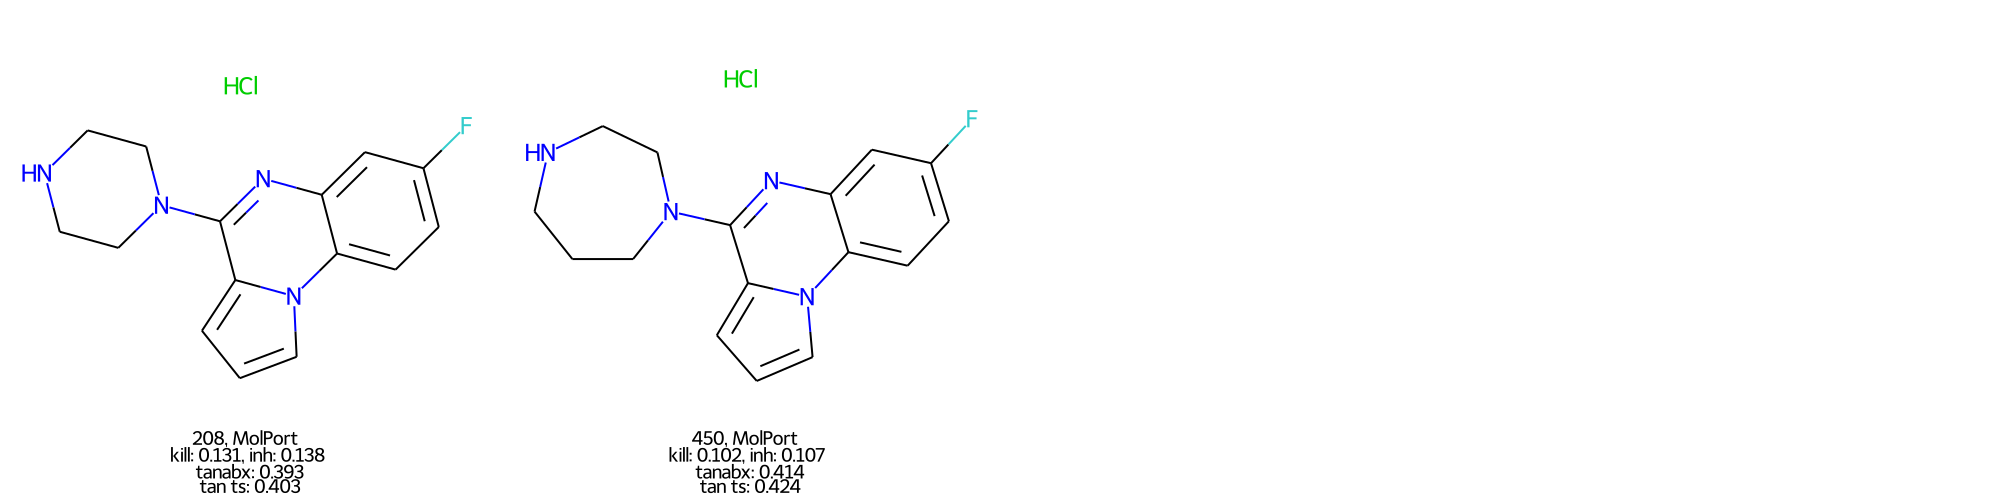 HCl
F
HN
N
N
N
208, MolPort
kill: 0.131, inh: 0.138
tanabx: 0.393
tan ts: 0.403
HCl
F
HN
N
N
N
450, MolPort
kill: 0.102, inh: 0.107
tanabx: 0.414
tan ts: 0.424